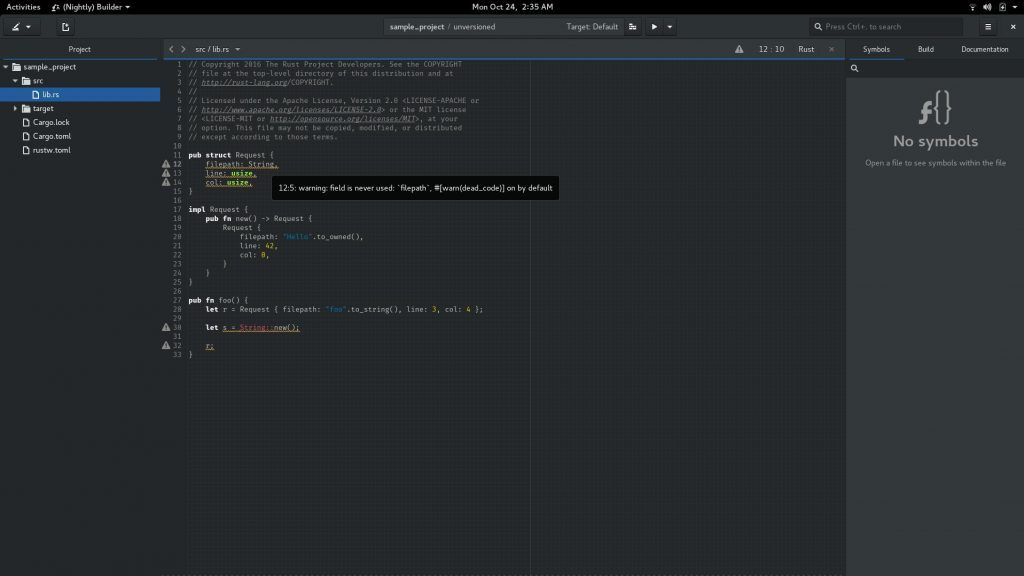 Activities (Nightly) Builder Mon Oct 24, 2:35 AM
sample_project / unversioned Target: Default Press Ctrl+. to search
Project src / lib.rs 12 : 10 Rust Symbols Build Documentation
sample_project
src
lib.rs
target
Cargo.lock
Cargo.toml
rustw.toml
1 // Copyright 2016 The Rust Project Developers. See the COPYRIGHT
2 // file at the top-level directory of this distribution and at
3 // http://rust-lang.org/COPYRIGHT.
4 //
5 // Licensed under the Apache License, Version 2.0 <LICENSE-APACHE or
6 // http://www.apache.org/licenses/LICENSE-2.0> or the MIT license
7 // <LICENSE-MIT or http://opensource.org/licenses/MIT>, at your
8 // option. This file may not be copied, modified, or distributed
9 // except according to those terms.
10
11 pub struct Request {
12 filepath: String,
13 line: usize,
14 col: usize,
15 }
12:5: warning: field is never used: `filepath`, #[warn(dead_code)] on by default
16
17 impl Request {
18 pub fn new() -> Request {
19 Request {
20 filepath: "Hello".to_owned(),
21 line: 42,
22 col: 0,
23 }
24 }
25 }
26
27 pub fn foo() {
28 let r = Request { filepath: "foo".to_string(), line: 3, col: 4 };
29
30 let s = String::new();
31
32 r;
33 }
f{}
No symbols
Open a file to see symbols within the file